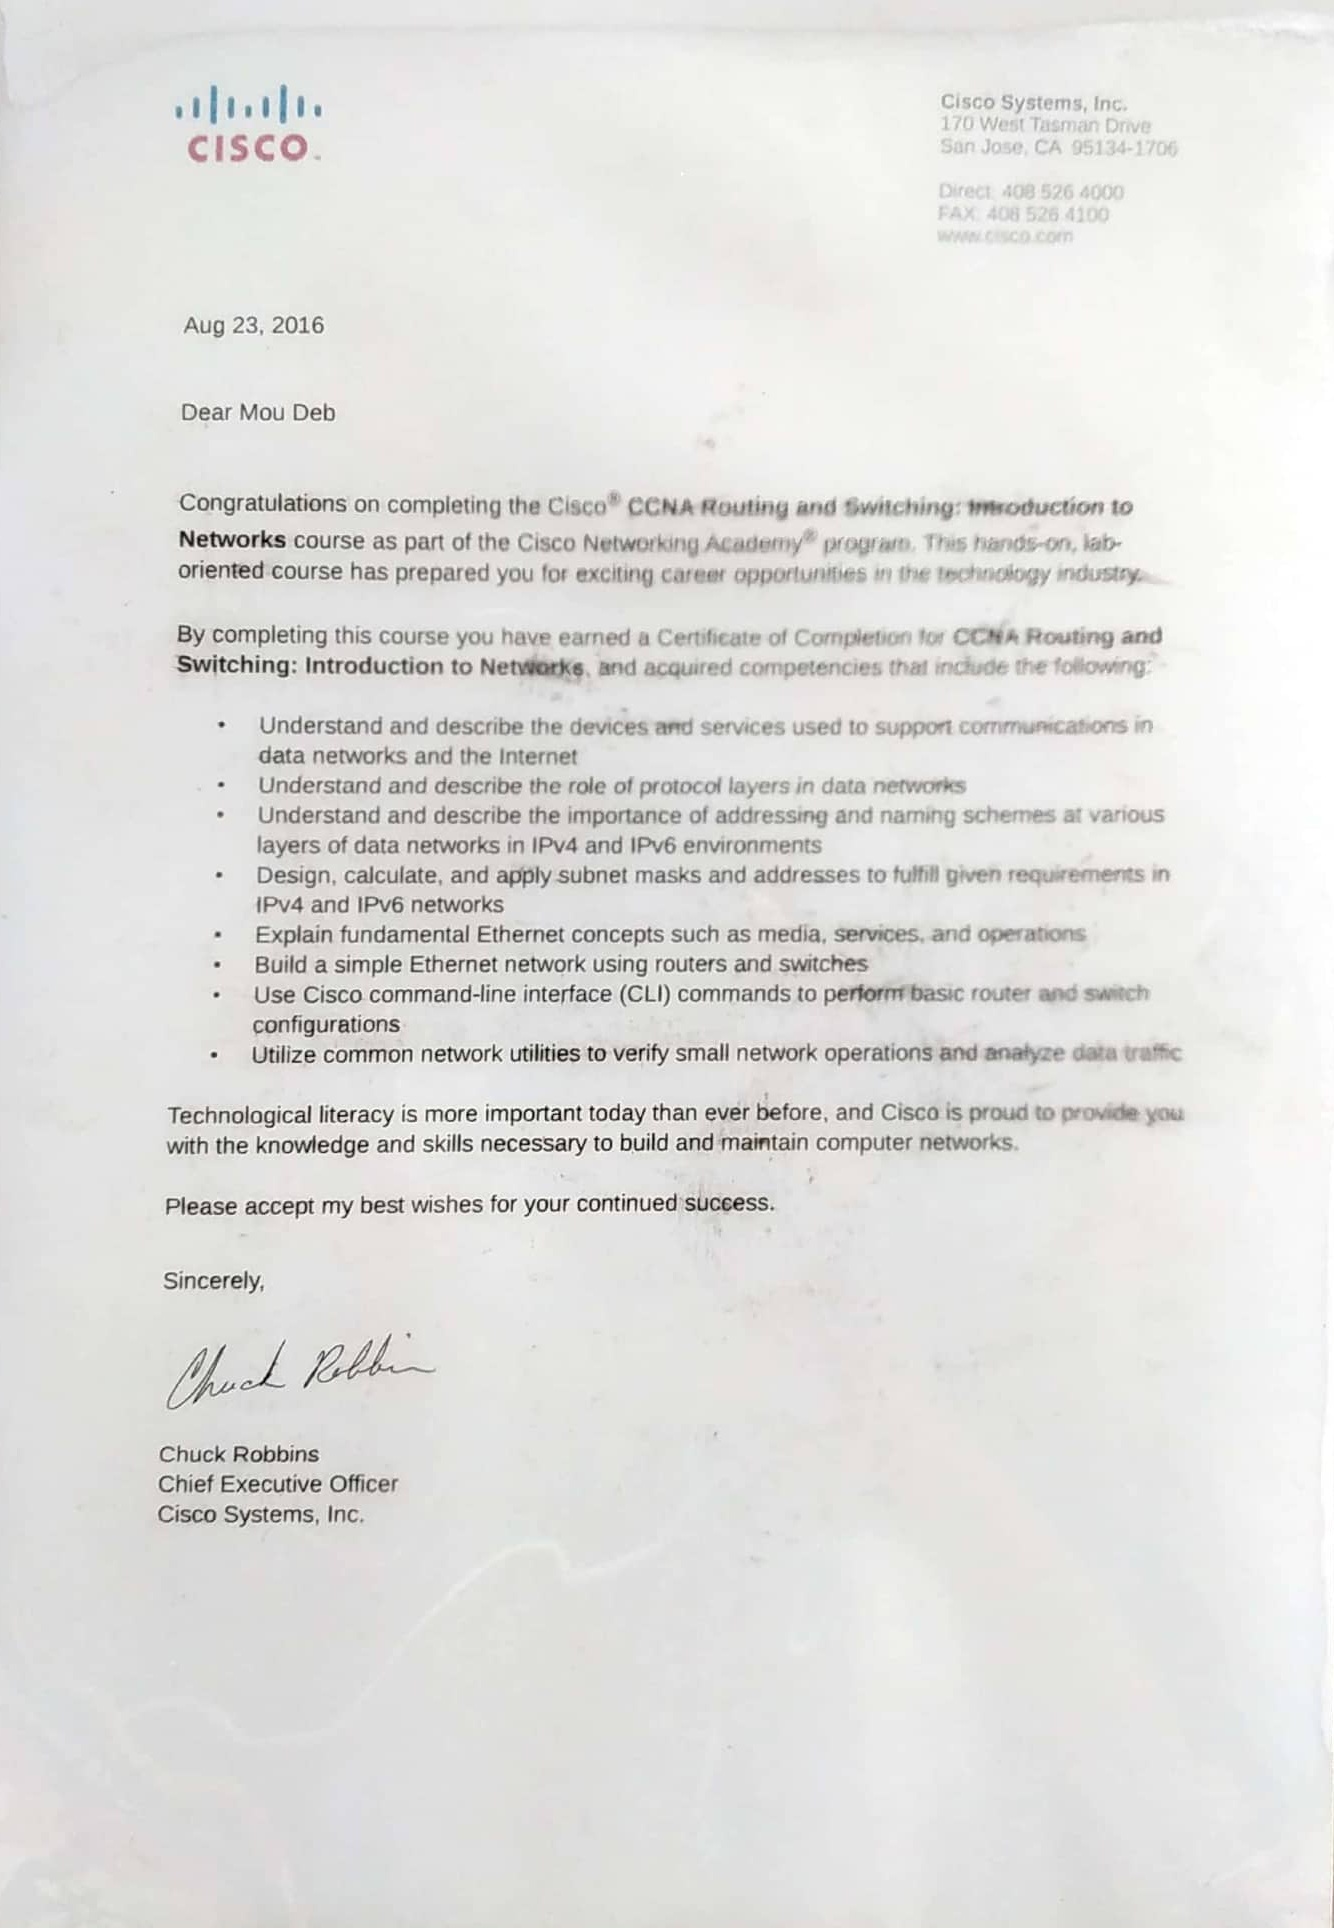 CISCO
Cisco Systems, Inc.
170 West Tasman Drive
San Jose, CA 95134-1706
Direct: 408 526 4000
FAX: 408 526 4100
www.cisco.com
Aug 23, 2016
Dear Mou Deb
Congratulations on completing the Cisco® CCNA Routing and Switching: Introduction to
Networks course as part of the Cisco Networking Academy® program. This hands-on, lab-
oriented course has prepared you for exciting career opportunities in the technology industry.
By completing this course you have earned a Certificate of Completion for CCNA Routing and
Switching: Introduction to Networks, and acquired competencies that include the following:
• Understand and describe the devices and services used to support communications in
data networks and the Internet
• Understand and describe the role of protocol layers in data networks
• Understand and describe the importance of addressing and naming schemes at various
layers of data networks in IPv4 and IPv6 environments
• Design, calculate, and apply subnet masks and addresses to fulfill given requirements in
IPv4 and IPv6 networks
• Explain fundamental Ethernet concepts such as media, services, and operations
• Build a simple Ethernet network using routers and switches
• Use Cisco command-line interface (CLI) commands to perform basic router and switch
configurations
• Utilize common network utilities to verify small network operations and analyze data traffic
Technological literacy is more important today than ever before, and Cisco is proud to provide you
with the knowledge and skills necessary to build and maintain computer networks.
Please accept my best wishes for your continued success.
Sincerely,
Chuck Robbins
Chuck Robbins
Chief Executive Officer
Cisco Systems, Inc.